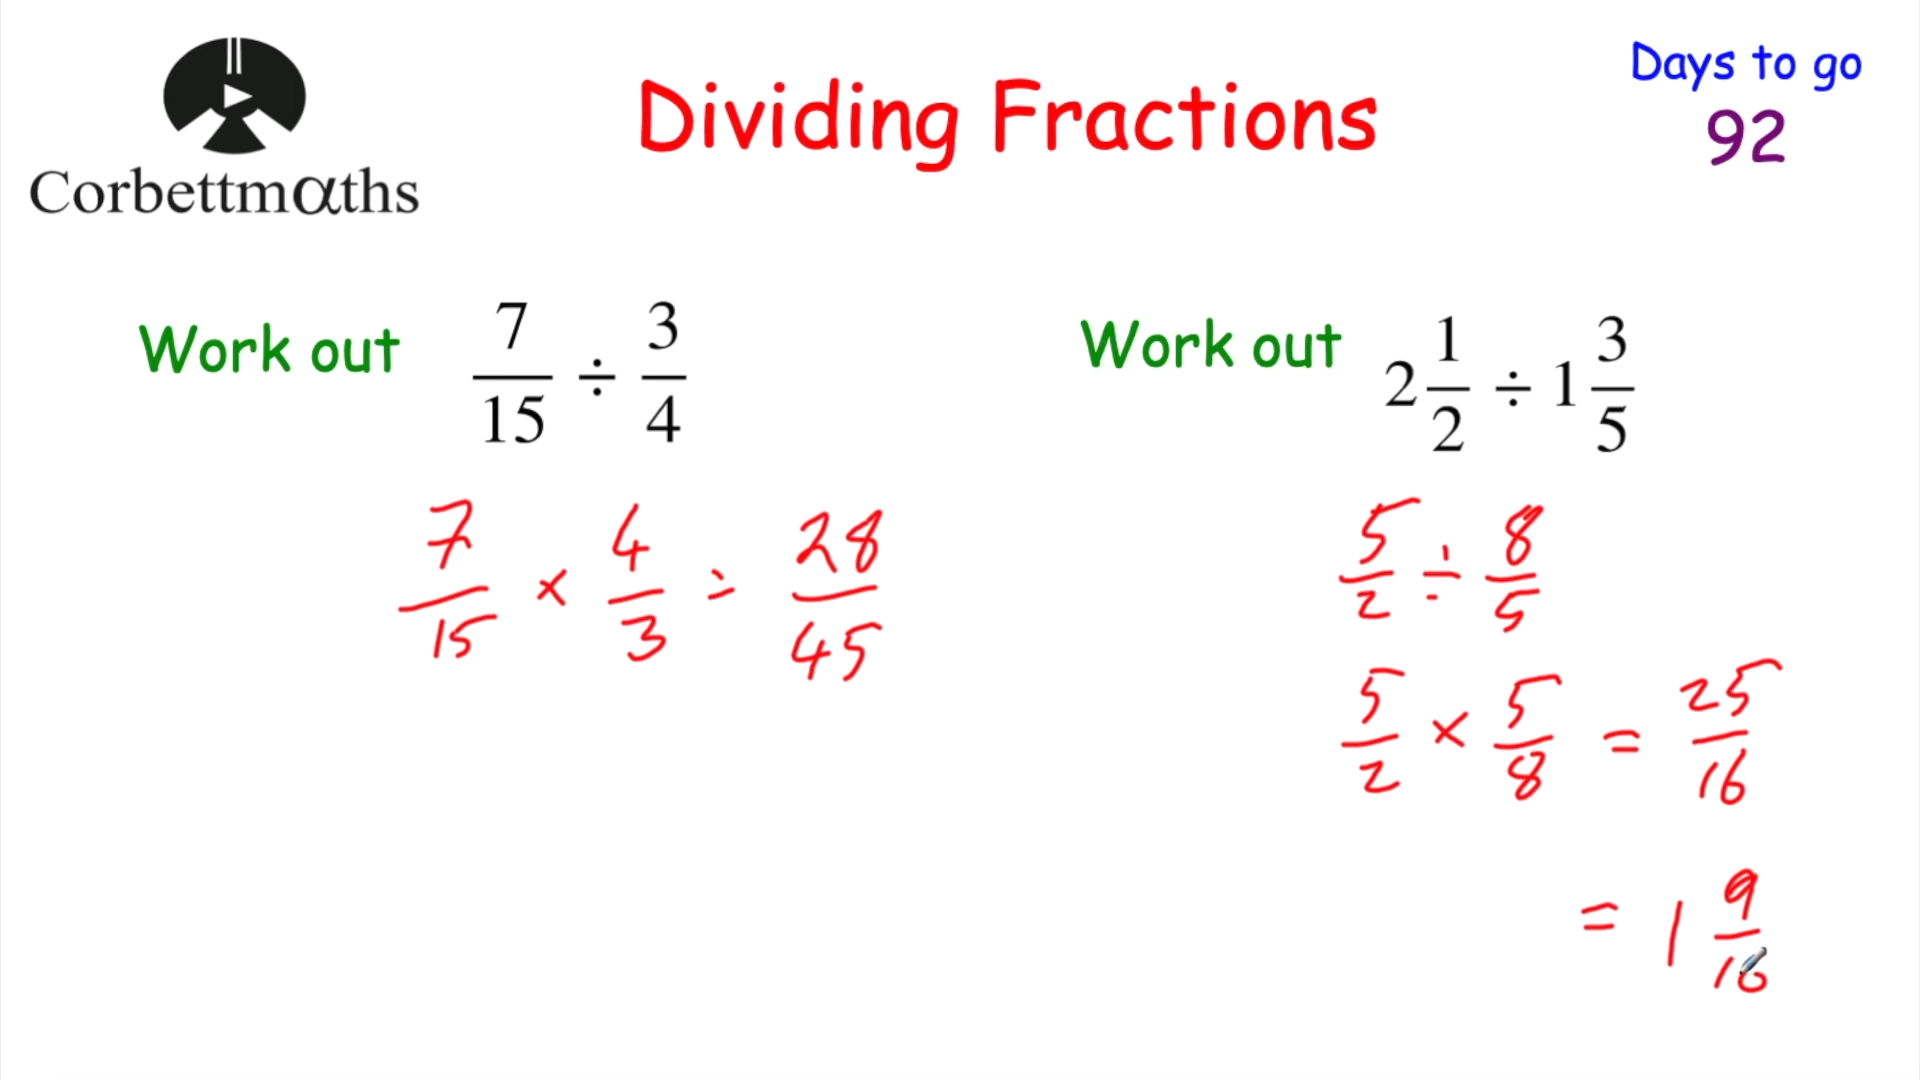 Corbettmαths
Dividing Fractions
Days to go
92
Work out 7/15 ÷ 3/4
7/15 × 4/3 = 28/45
Work out 2 1/2 ÷ 1 3/5
5/2 ÷ 8/5
5/2 × 5/8 = 25/16
= 1 9/16